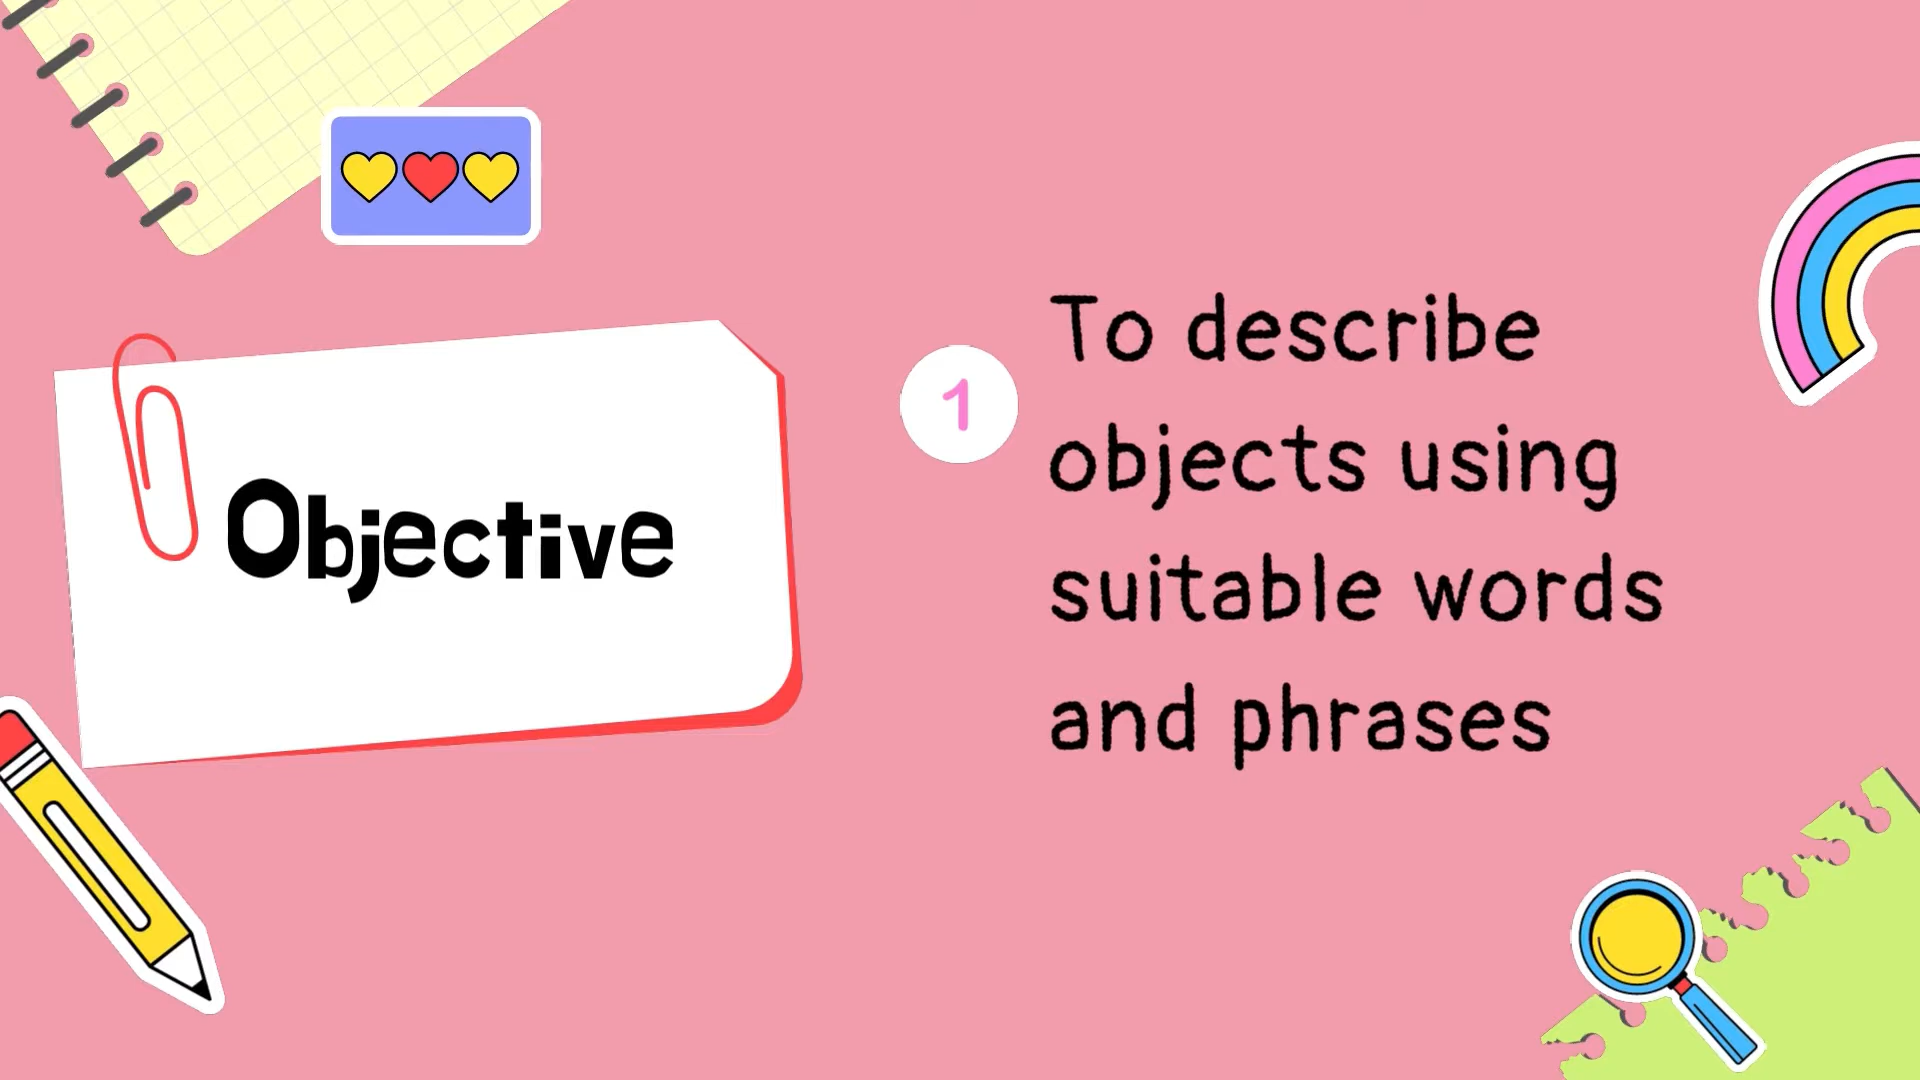 Objective
1
To describe
objects using
suitable words
and phrases